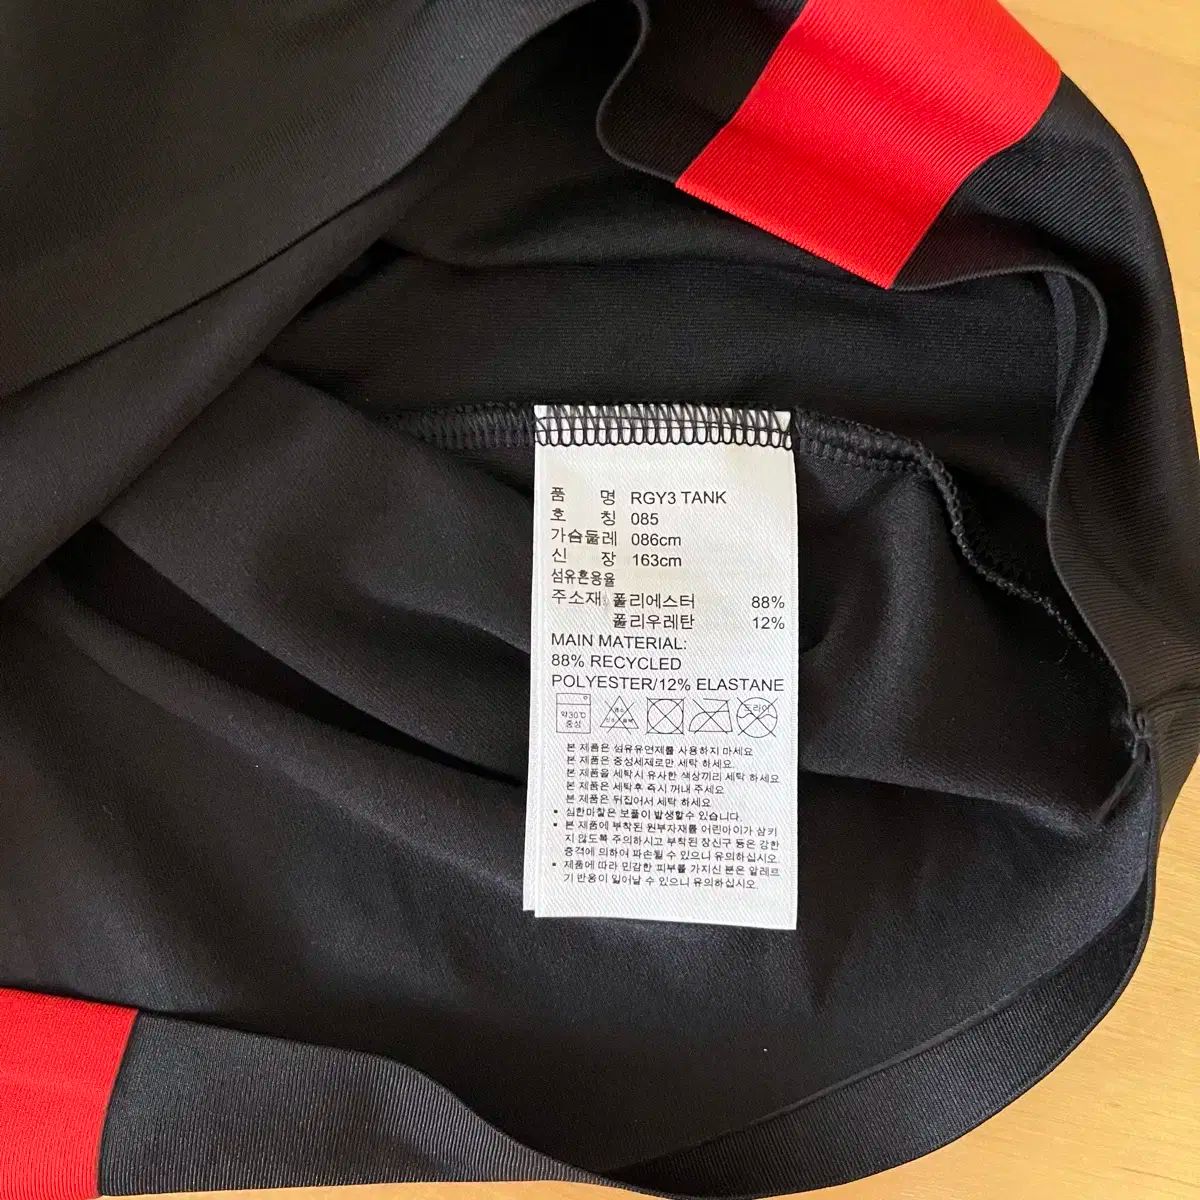 품 명 RGY3 TANK
호 칭 085
가슴둘레 086cm
신 장 163cm
섬유혼용율
주소재: 폴리에스터 88%
폴리우레탄 12%
MAIN MATERIAL:
88% RECYCLED
POLYESTER/12% ELASTANE
약30℃ 드라이
중성
본 제품은 섬유유연제를 사용하지 마세요
본 제품은 중성세제로만 세탁 하세요.
본 제품을 세탁시 유사한 색상끼리 세탁 하세요
본 제품은 세탁후 즉시 꺼내 주세요
본 제품은 뒤집어서 세탁 하세요
• 심한마찰은 보풀이 발생할수 있습니다.
• 본 제품에 부착된 원부자재를 어린아이가 삼키
지 않도록 주의하시고 부착된 장신구 등은 강한
충격에 의하여 파손될 수 있으니 유의하십시오.
• 제품에 따라 민감한 피부를 가지신 분은 알레르
기 반응이 일어날 수 있으니 유의하십시오.